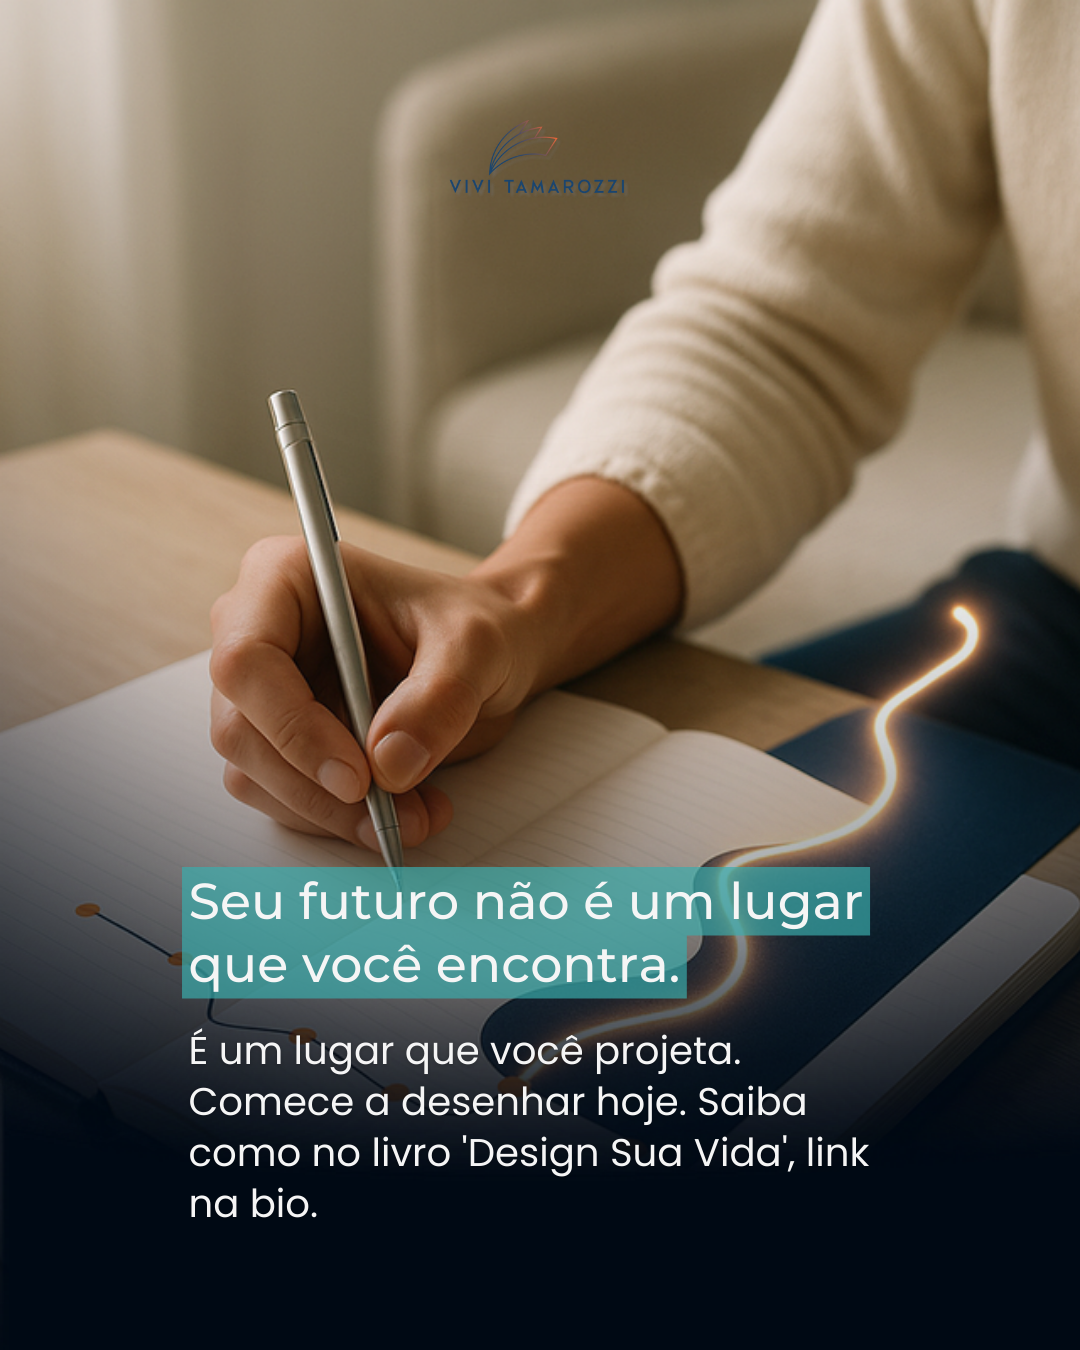 VIVI TAMAROZZI
Seu futuro não é um lugar
que você encontra.
É um lugar que você projeta.
Comece a desenhar hoje. Saiba
como no livro 'Design Sua Vida', link
na bio.